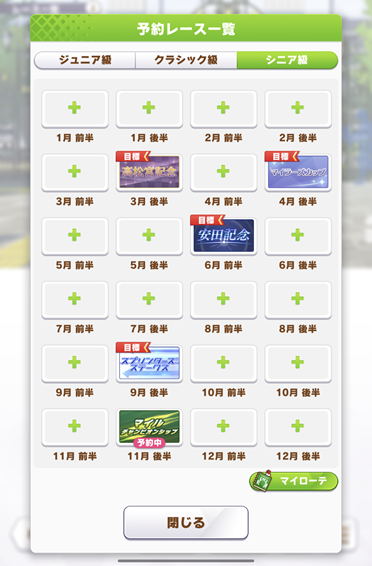 予約レース一覧
ジュニア級 クラシック級 シニア級
1月 前半 1月 後半 2月 前半 2月 後半
目標 目標
高松宮記念 マイラーズカップ
3月 前半 3月 後半 4月 前半 4月 後半
目標
安田記念
5月 前半 5月 後半 6月 前半 6月 後半
7月 前半 7月 後半 8月 前半 8月 後半
目標
スプリンターズ
ステークス
9月 前半 9月 後半 10月 前半 10月 後半
マイル
チャンピオンシップ
予約中
11月 前半 11月 後半 12月 前半 12月 後半
マイローテ
閉じる